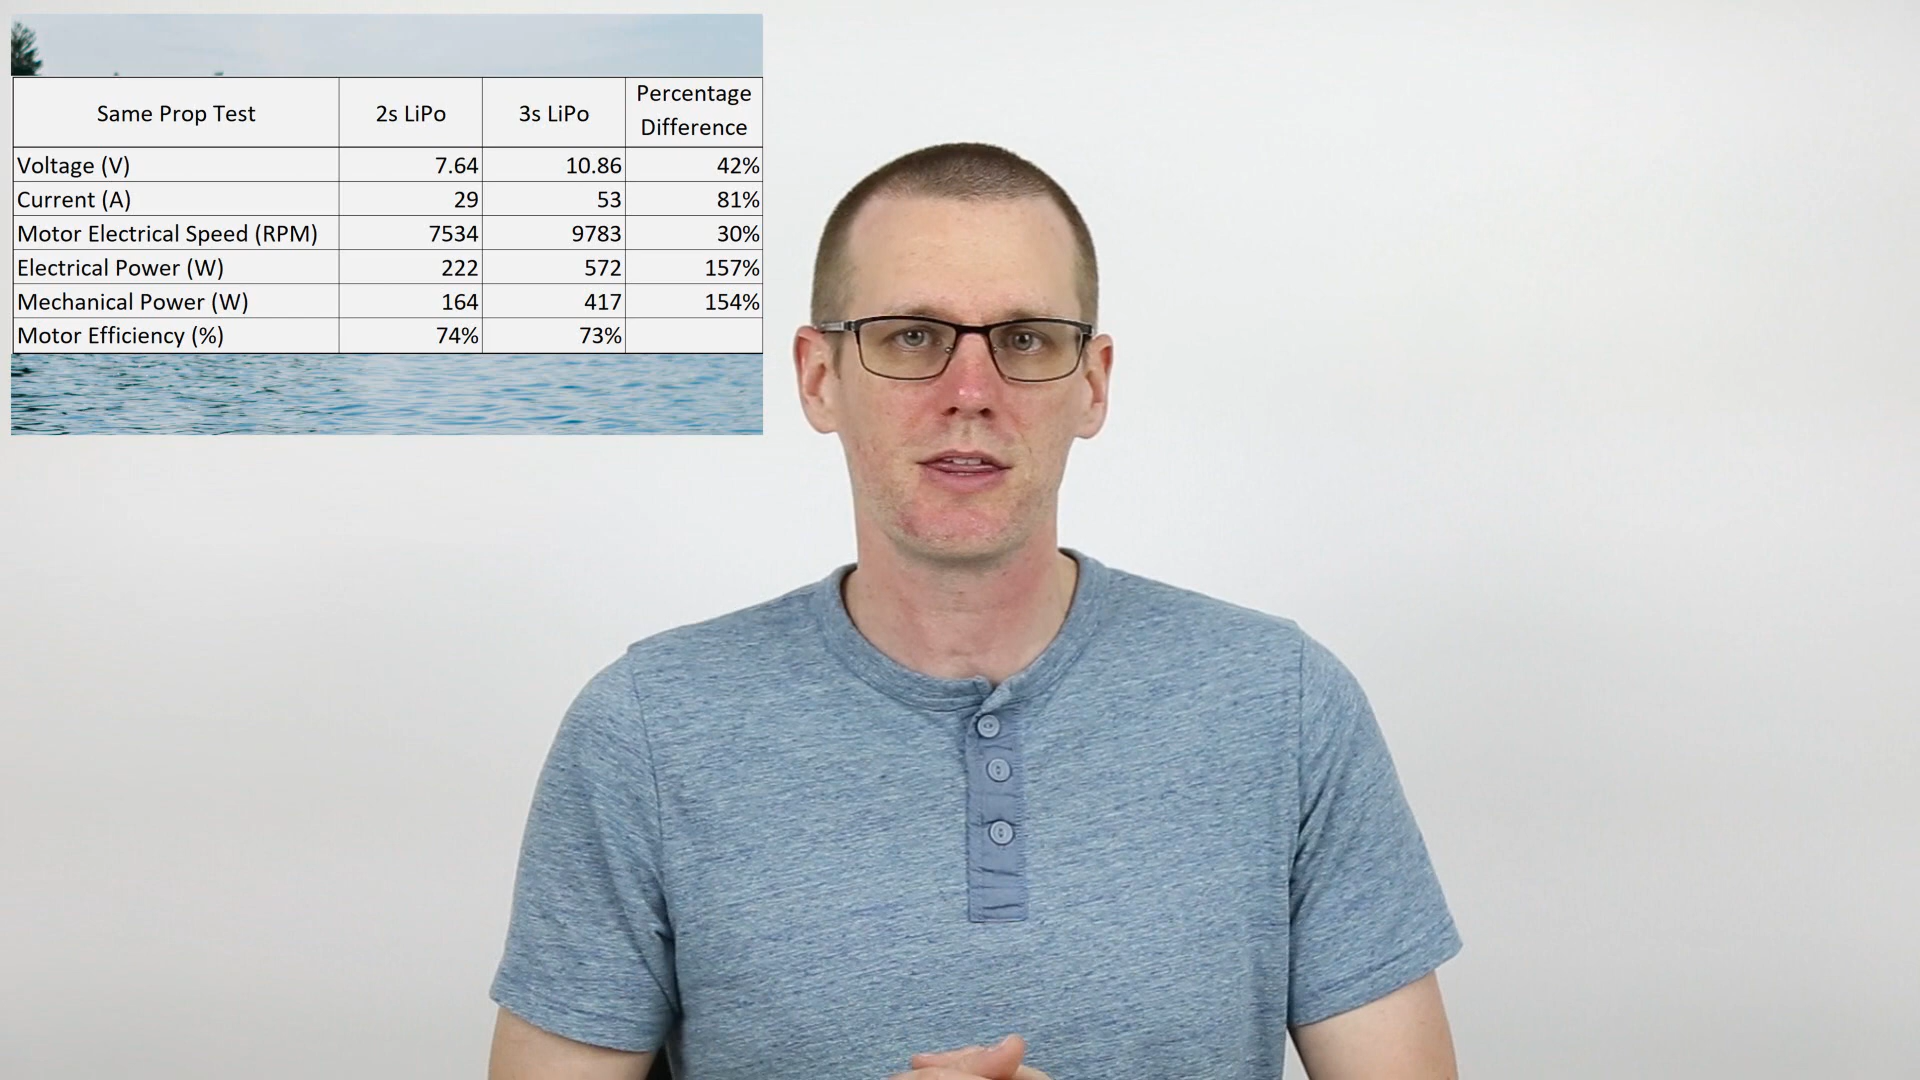 Same Prop Test 2s LiPo 3s LiPo Percentage Difference
Voltage (V) 7.64 10.86 42%
Current (A) 29 53 81%
Motor Electrical Speed (RPM) 7534 9783 30%
Electrical Power (W) 222 572 157%
Mechanical Power (W) 164 417 154%
Motor Efficiency (%) 74% 73%